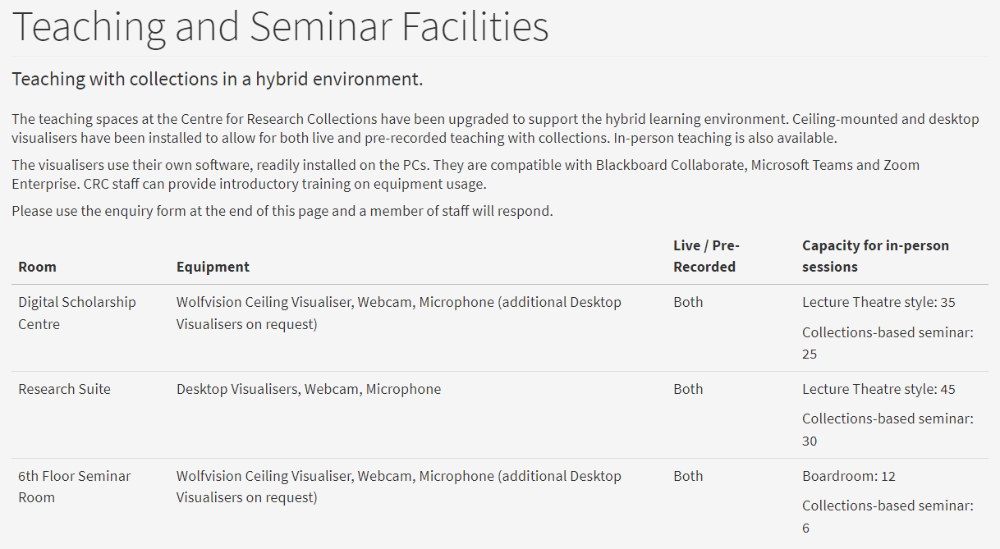 Teaching and Seminar Facilities
Teaching with collections in a hybrid environment.
The teaching spaces at the Centre for Research Collections have been upgraded to support the hybrid learning environment. Ceiling-mounted and desktop
visualisers have been installed to allow for both live and pre-recorded teaching with collections. In-person teaching is also available.
The visualisers use their own software, readily installed on the PCs. They are compatible with Blackboard Collaborate, Microsoft Teams and Zoom
Enterprise. CRC staff can provide introductory training on equipment usage.
Please use the enquiry form at the end of this page and a member of staff will respond.
Room
Equipment
Live / Pre-
Recorded
Capacity for in-person
sessions
Digital Scholarship
Centre
Wolfvision Ceiling Visualiser, Webcam, Microphone (additional Desktop
Visualisers on request)
Both
Lecture Theatre style: 35
Collections-based seminar:
25
Research Suite
Desktop Visualisers, Webcam, Microphone
Both
Lecture Theatre style: 45
Collections-based seminar:
30
6th Floor Seminar
Room
Wolfvision Ceiling Visualiser, Webcam, Microphone (additional Desktop
Visualisers on request)
Both
Boardroom: 12
Collections-based seminar:
6